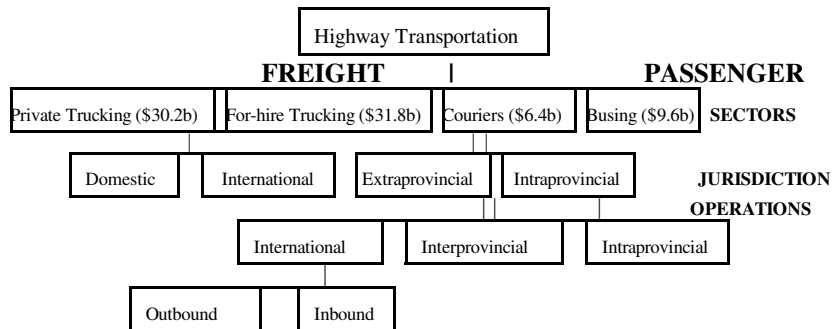 Highway Transportation
FREIGHT | PASSENGER
Private Trucking ($30.2b) For-hire Trucking ($31.8b) Couriers ($6.4b) Busing ($9.6b) SECTORS
Domestic International Extraprovincial Intraprovincial JURISDICTION
OPERATIONS
International Interprovincial Intraprovincial
Outbound Inbound